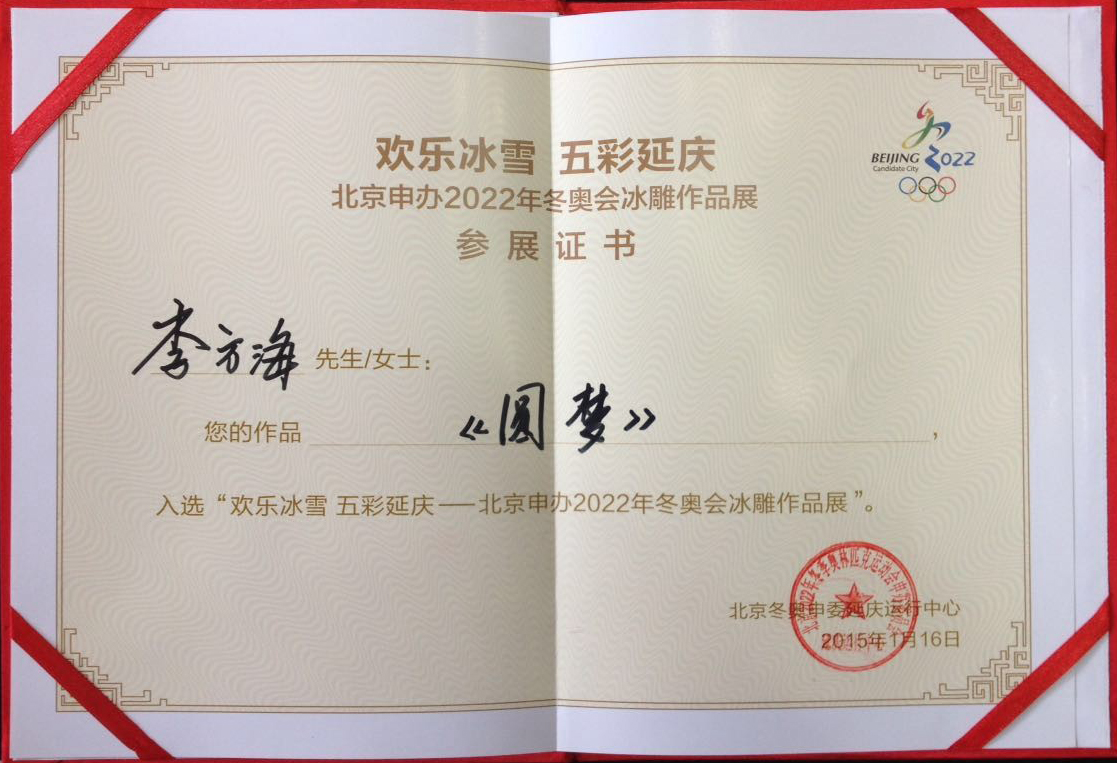 欢乐冰雪 五彩延庆
北京申办2022年冬奥会冰雕作品展
参展证书
BEIJING 2022
Candidate City
李方海 先生/女士：
您的作品 《圆梦》，
入选“欢乐冰雪 五彩延庆——北京申办2022年冬奥会冰雕作品展”。
北京冬奥申委延庆运行中心
2015年1月16日